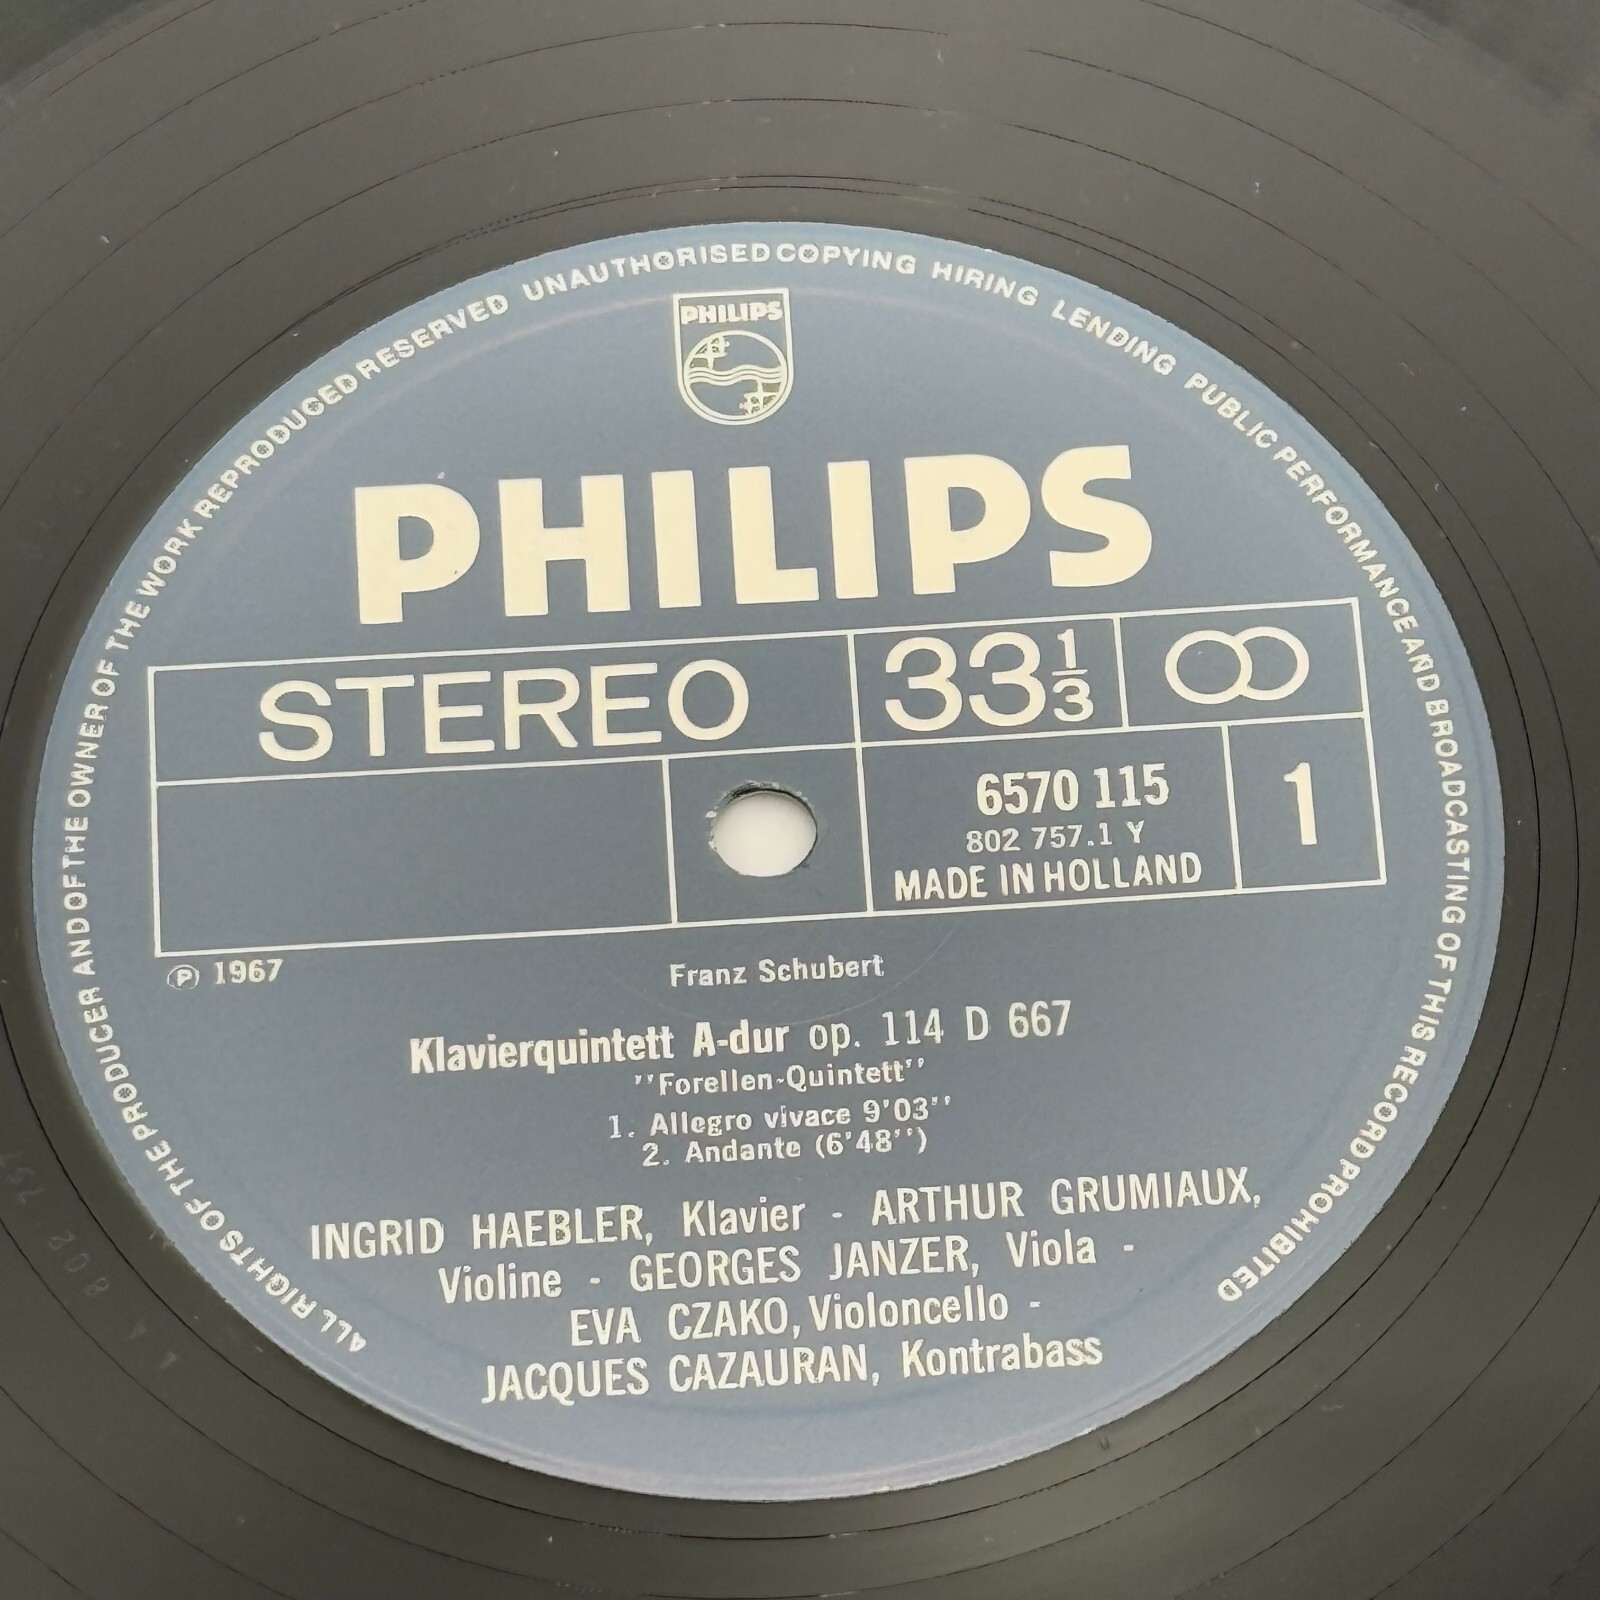 ALL RIGHTS OF THE PRODUCER AND OF THE OWNER OF THE WORK REPRODUCED RESERVED UNAUTHORISED COPYING HIRING LENDING PUBLIC PERFORMANCE AND BROADCASTING OF THIS RECORD PROHIBITED
PHILIPS
PHILIPS
STEREO 33 1/3
6570 115 1
802 757.1 Y
MADE IN HOLLAND
℗ 1967
Franz Schubert
Klavierquintett A-dur op. 114 D 667
"Forellen-Quintett"
1. Allegro vivace 9'03''
2. Andante (6'48'')
INGRID HAEBLER, Klavier - ARTHUR GRUMIAUX,
Violine - GEORGES JANZER, Viola -
EVA CZAKO, Violoncello -
JACQUES CAZAURAN, Kontrabass